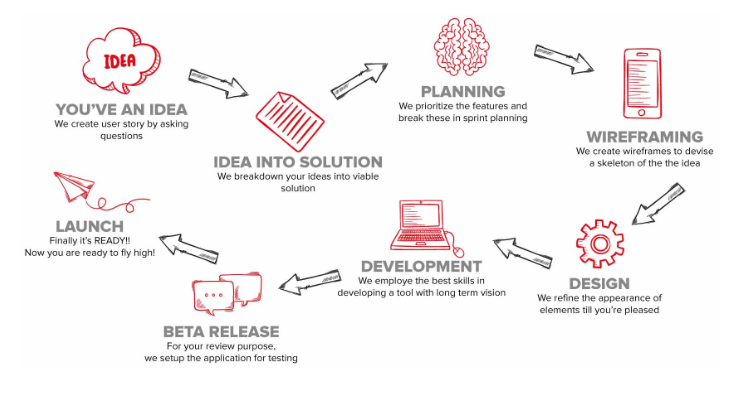 IDEA
YOU'VE AN IDEA
We create user story by asking
questions
IDEA INTO SOLUTION
We breakdown your ideas into viable
solution
PLANNING
We prioritize the features and
break these in sprint planning
WIREFRAMING
We create wireframes to devise
a skeleton of the the idea
DESIGN
We refine the appearance of
elements till you're pleased
DEVELOPMENT
We employe the best skills in
developing a tool with long term vision
BETA RELEASE
For your review purpose,
we setup the application for testing
LAUNCH
Finally it's READY!!
Now you are ready to fly high!